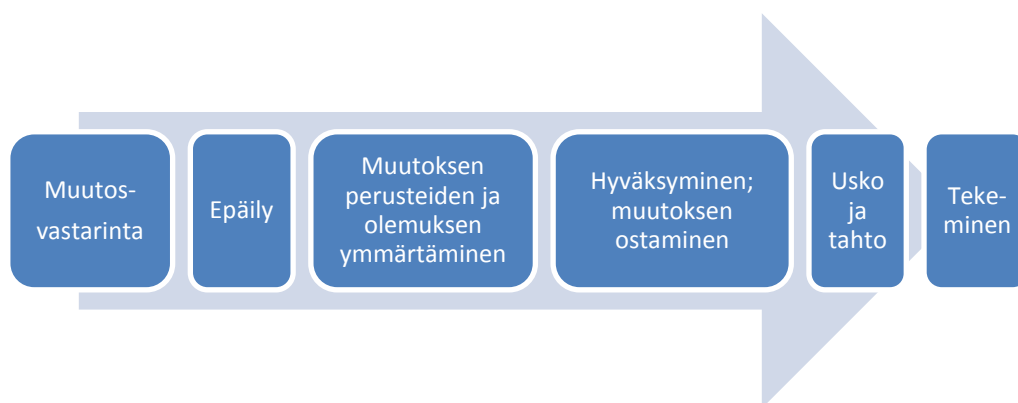 Muutos-
vastarinta
Epäily
Muutoksen
perusteiden ja
olemuksen
ymmärtäminen
Hyväksyminen;
muutoksen
ostaminen
Usko
ja
tahto
Teke-
minen